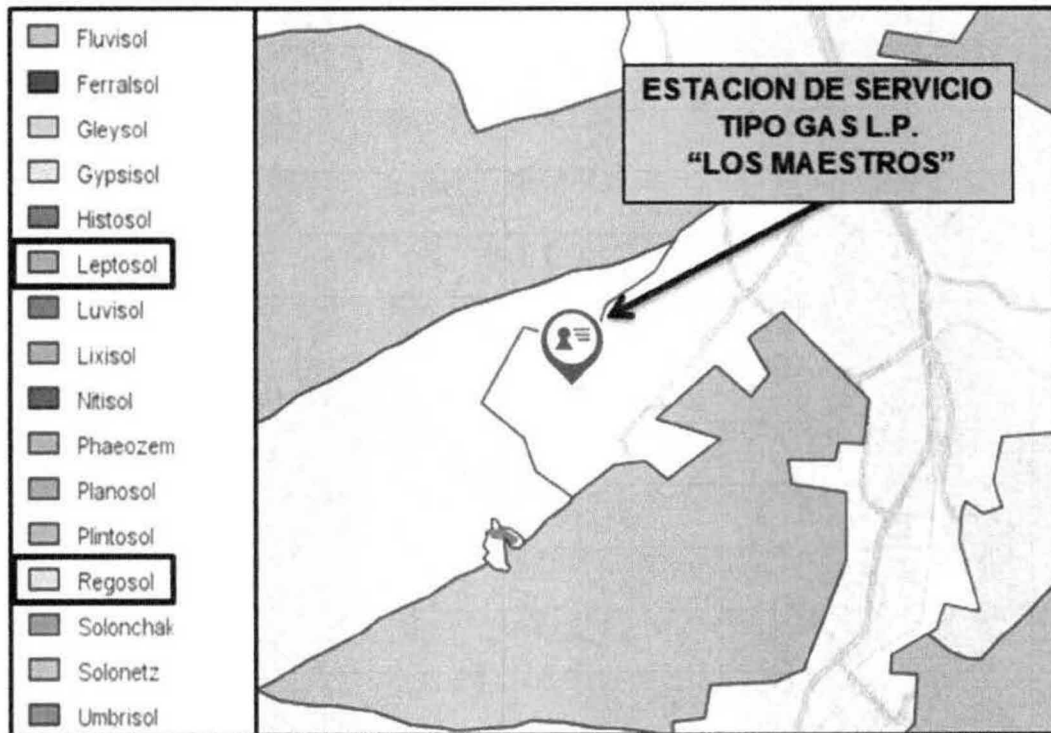 Fluvisol
Ferralsol
Gleysol
Gypsisol
Histosol
Leptosol
Luvisol
Lixisol
Nitisol
Phaeozem
Planosol
Plintosol
Regosol
Solonchak
Solonetz
Umbrisol
ESTACION DE SERVICIO
TIPO GAS L.P.
“LOS MAESTROS”